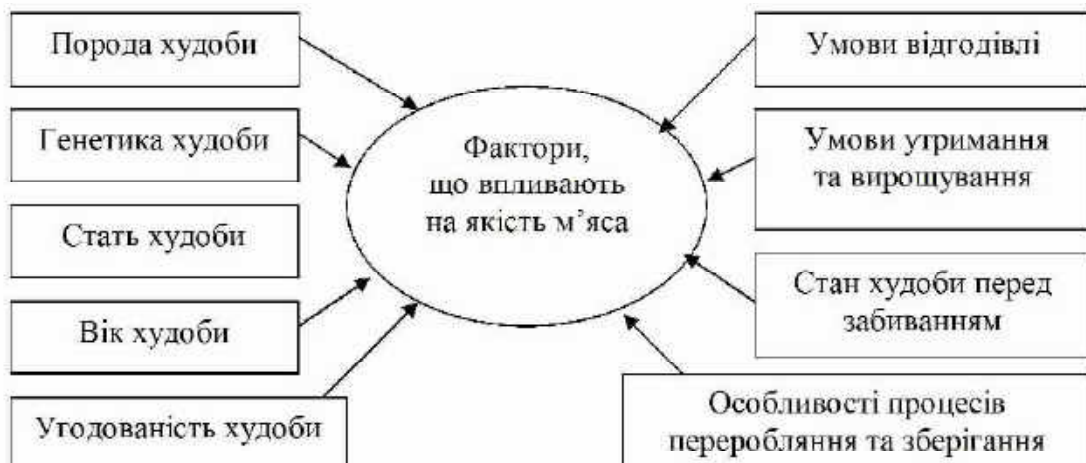 Порода худоби
Генетика худоби
Стать худоби
Вік худоби
Угодованість худоби
Фактори,
що впливають
на якість м’яса
Умови відгодівлі
Умови утримання
та вирощування
Стан худоби перед
забиванням
Особливості процесів
переробляння та зберігання